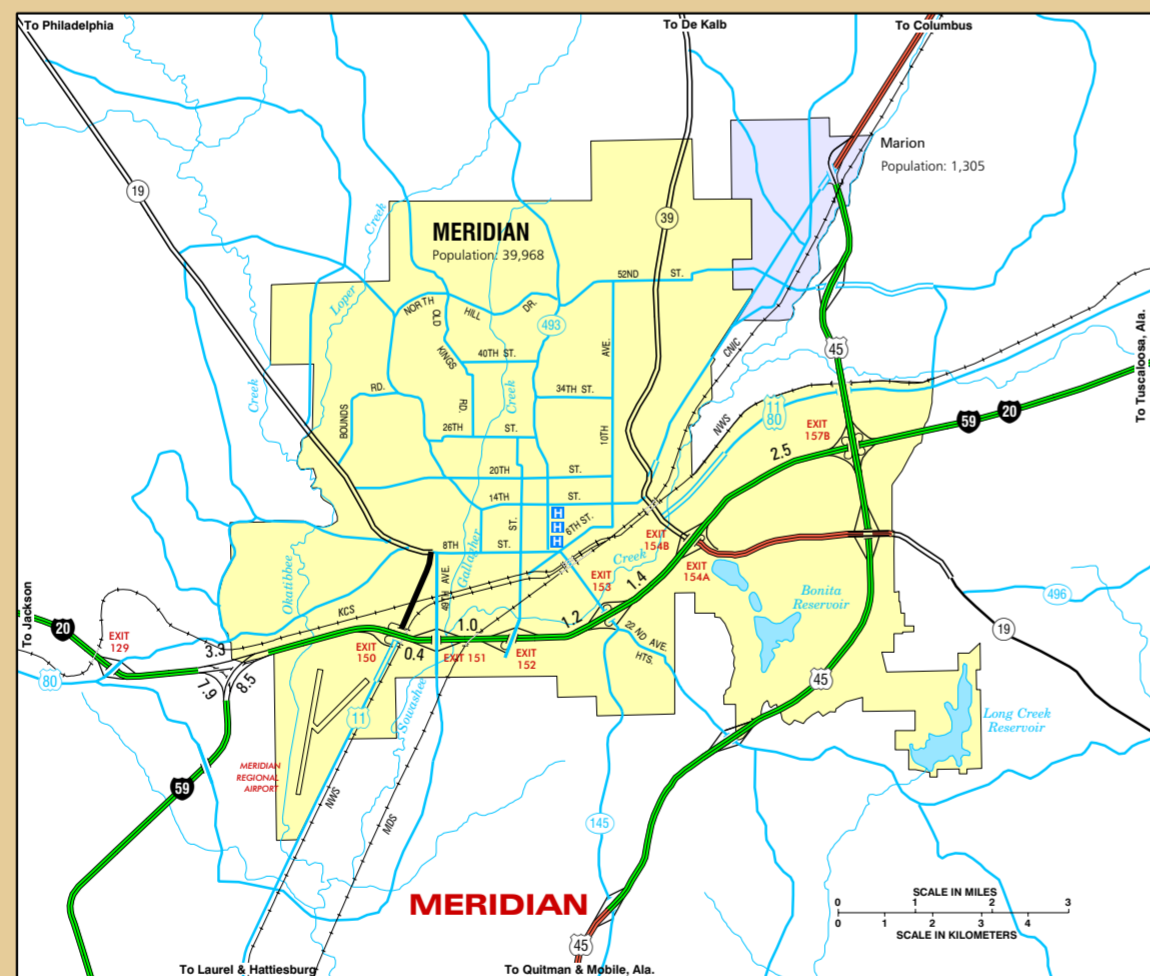 To Philadelphia
To De Kalb
To Columbus
Marion
Population: 1,305
19
Creek
39
MERIDIAN
Population: 39,968
52ND ST.
Loper
NORTH HILL DR.
OLD KINGS RD.
493
45
CNIC
AVE.
40TH ST.
To Tuscaloosa, Ala.
Creek
Creek
34TH ST.
RD.
BOUNDS
11
80
NWS
EXIT
157B
59
20
26TH ST.
10TH
2.5
20TH ST.
14TH ST.
ST.
H
H
H
6TH ST.
8TH ST.
Gallagher
EXIT
154B
EXIT
154A
Creek
Okatibbee
49TH AVE.
EXIT
153
1.4
Bonita
Reservoir
496
To Jackson
20
KCS
1.0
1.2
22 ND AVE.
HTS.
19
EXIT
129
3.3
EXIT
150
0.4
EXIT 151
EXIT
152
80
7.9
8.5
45
Sowashee
11
Long Creek
Reservoir
MERIDIAN
REGIONAL
AIRPORT
59
NWS
MDS
145
MERIDIAN
SCALE IN MILES
0 1 2 3
0 1 2 3 4
SCALE IN KILOMETERS
45
To Laurel & Hattiesburg
To Quitman & Mobile, Ala.